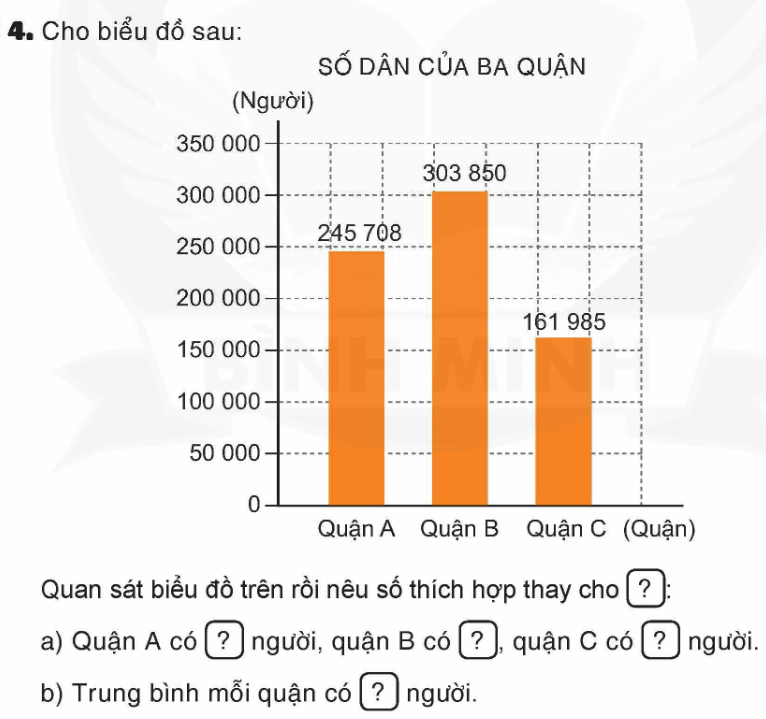 4. Cho biểu đồ sau:
SỐ DÂN CỦA BA QUẬN
(Người)
350 000
303 850
300 000
245 708
250 000
200 000
161 985
150 000
BÌNH MINH
100 000
50 000
0
Quận A Quận B Quận C (Quận)
Quan sát biểu đồ trên rồi nêu số thích hợp thay cho ? :
a) Quận A có ? người, quận B có ? , quận C có ? người.
b) Trung bình mỗi quận có ? người.